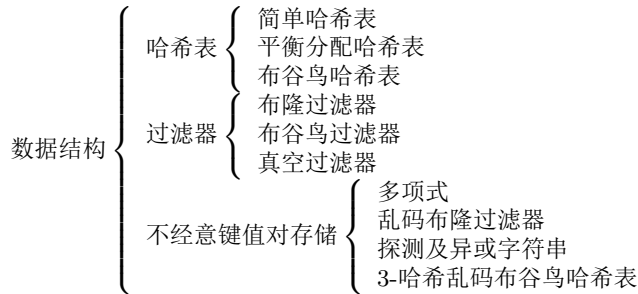 数据结构
哈希表
简单哈希表
平衡分配哈希表
布谷鸟哈希表
过滤器
布隆过滤器
布谷鸟过滤器
真空过滤器
不经意键值对存储
多项式
乱码布隆过滤器
探测及异或字符串
3-哈希乱码布谷鸟哈希表